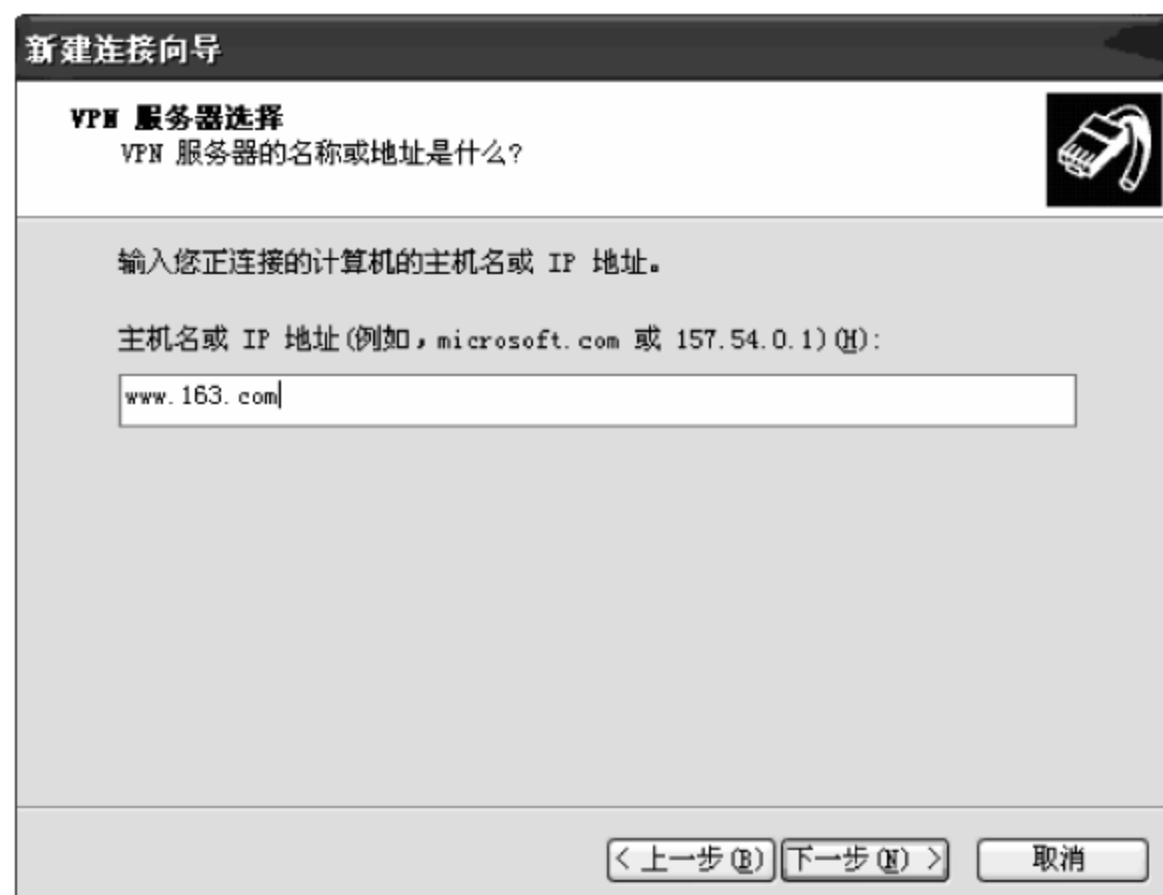 新建连接向导
VPN 服务器选择
VPN 服务器的名称或地址是什么?
输入您正连接的计算机的主机名或 IP 地址。
主机名或 IP 地址(例如，microsoft.com 或 157.54.0.1)(H):
www.163.com
< 上一步(B) 下一步(N) > 取消